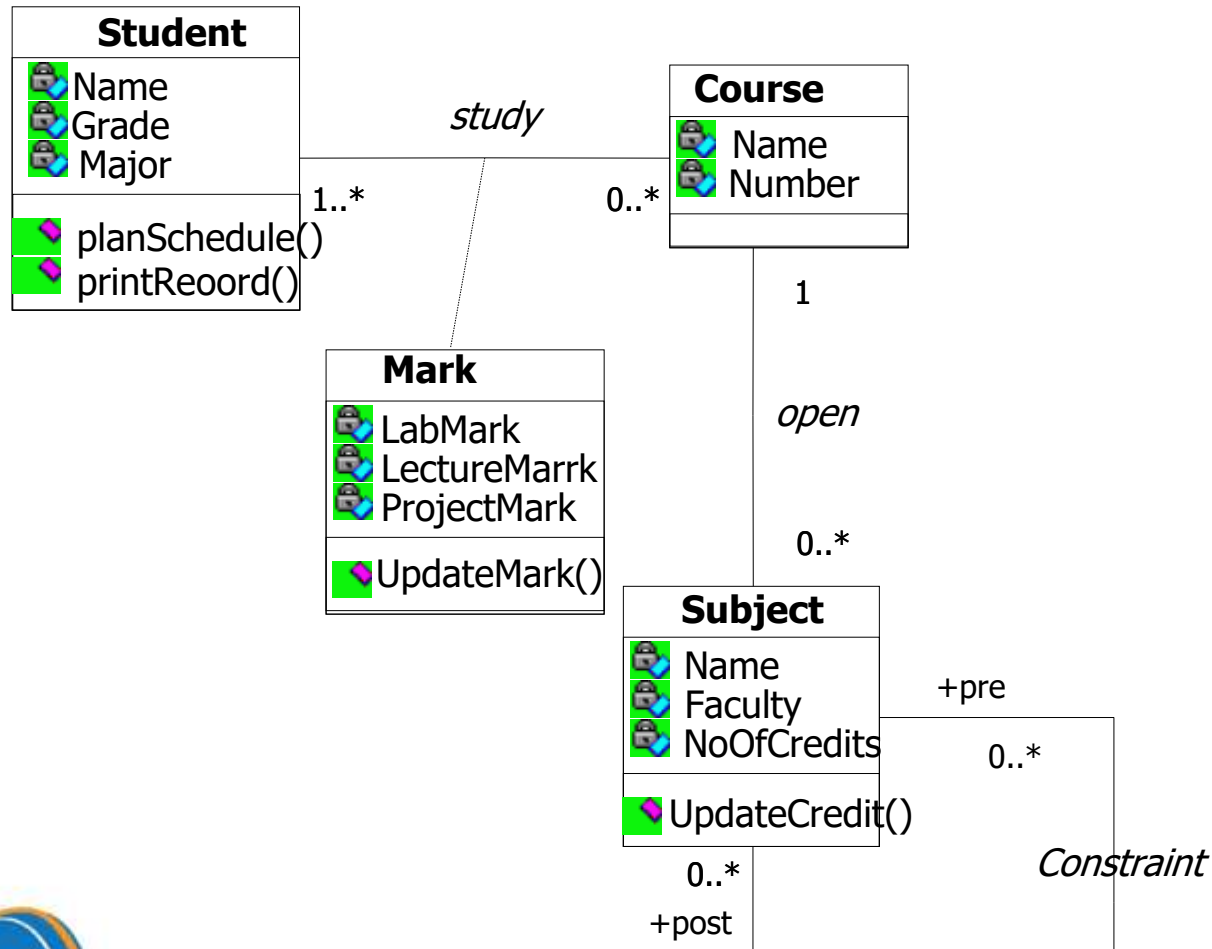 Student
Name
Grade
Major
planSchedule()
printReoord()
study
1..*
0..*
Course
Name
Number
1
open
0..*
Mark
LabMark
LectureMarrk
ProjectMark
UpdateMark()
Subject
Name
Faculty
NoOfCredits
UpdateCredit()
+pre
0..*
Constraint
0..*
+post